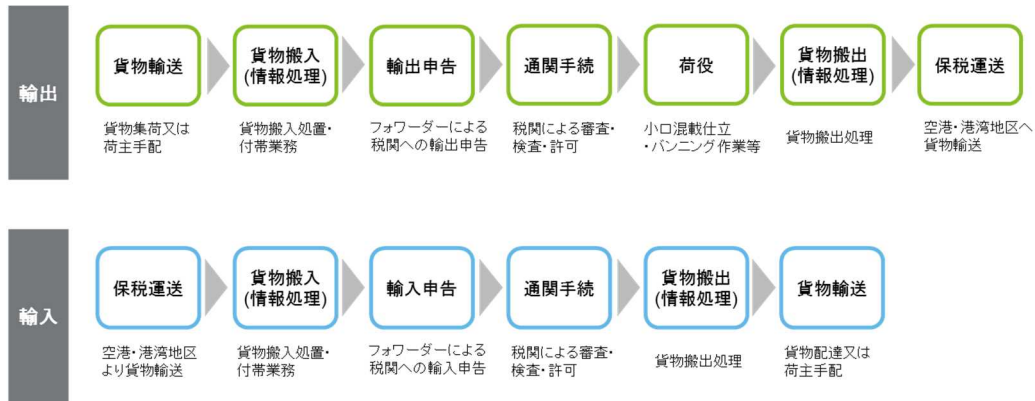 輸出
貨物輸送
貨物集荷又は
荷主手配
貨物搬入
(情報処理)
貨物搬入処置・
付帯業務
輸出申告
フォワーダーによる
税関への輸出申告
通関手続
税関による審査・
検査・許可
荷役
小口混載仕立
・バンニング作業等
貨物搬出
(情報処理)
貨物搬出処理
保税運送
空港・港湾地区へ
貨物輸送
輸入
保税運送
空港・港湾地区
より貨物輸送
貨物搬入
(情報処理)
貨物搬入処置・
付帯業務
輸入申告
フォワーダーによる
税関への輸入申告
通関手続
税関による審査・
検査・許可
貨物搬出
(情報処理)
貨物搬出処理
貨物輸送
貨物配達又は
荷主手配